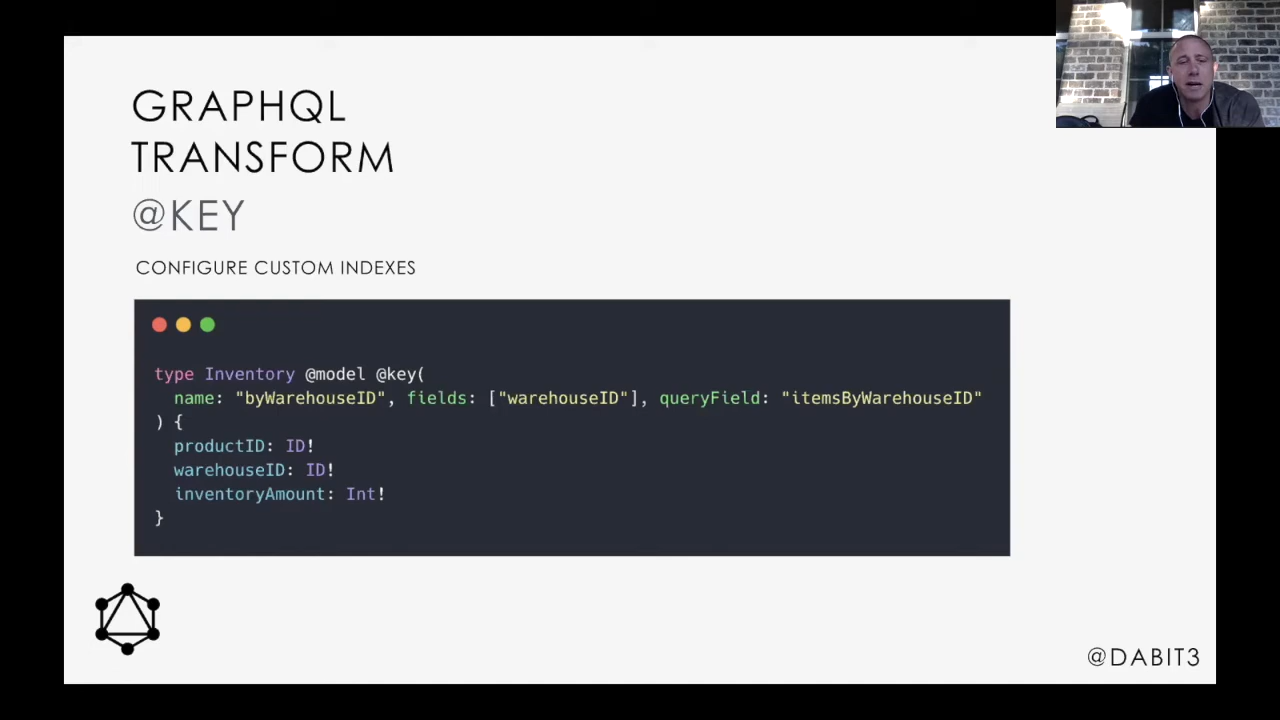 GRAPHQL
TRANSFORM
@KEY
CONFIGURE CUSTOM INDEXES
type Inventory @model @key(
  name: "byWarehouseID", fields: ["warehouseID"], queryField: "itemsByWarehouseID"
) {
  productID: ID!
  warehouseID: ID!
  inventoryAmount: Int!
}
@DABIT3